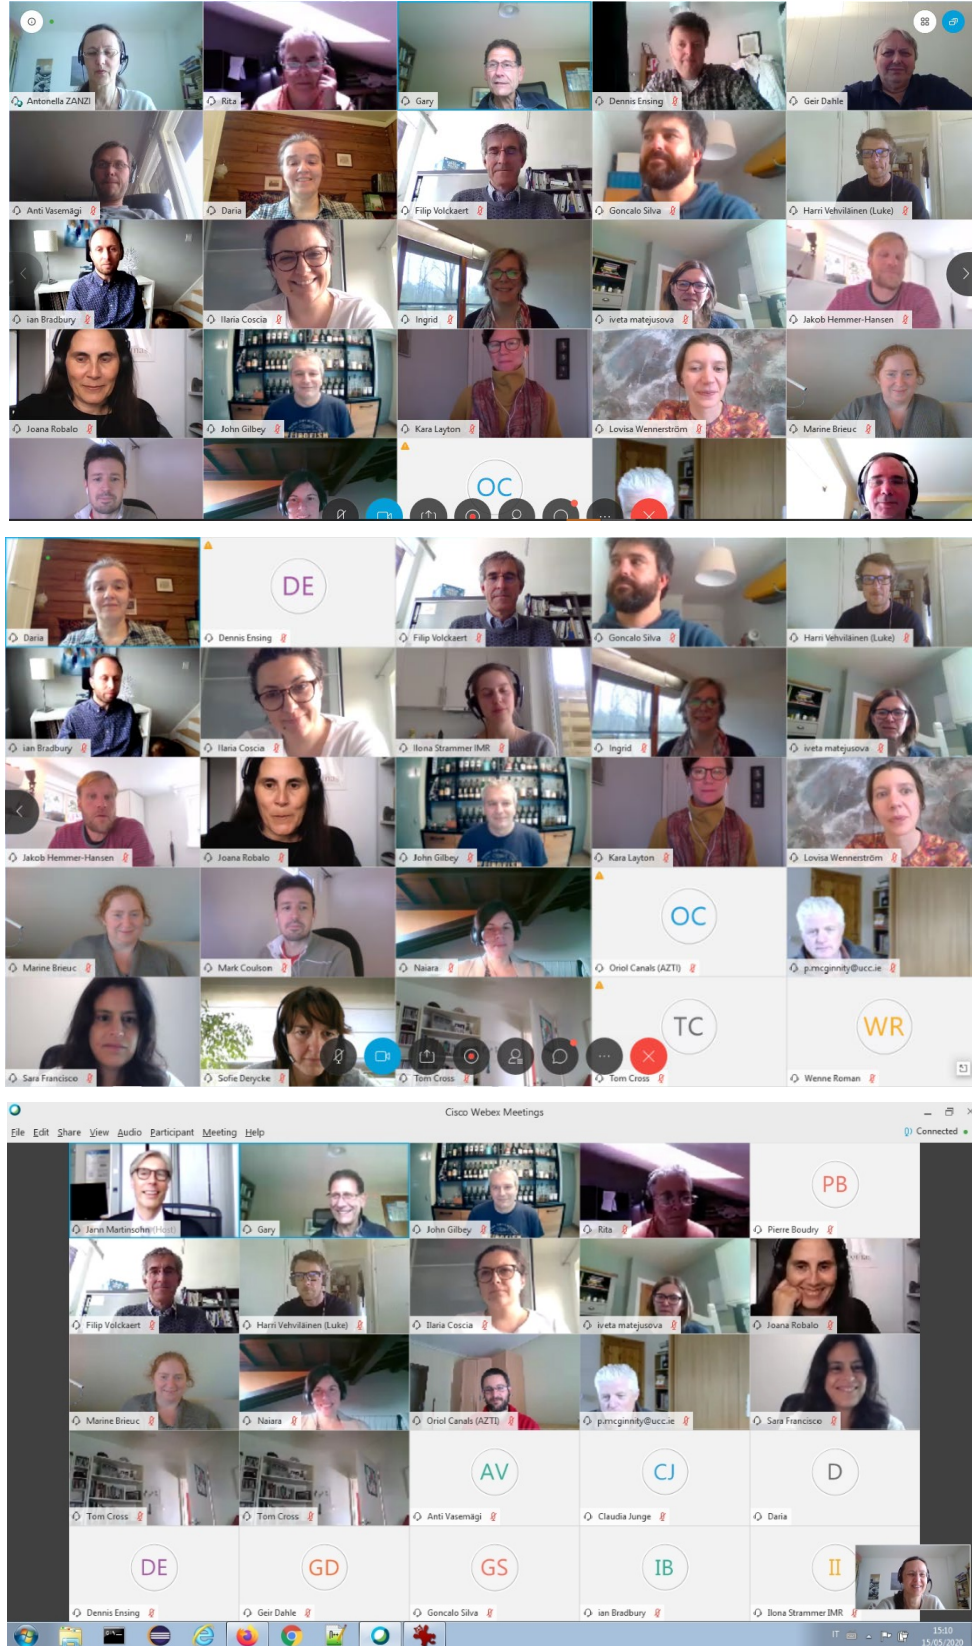 Antonella ZANZI
Rita
Gary
Dennis Ensing
Geir Dahle
Anti Vasemägi
Daria
Filip Volckaert
Goncalo Silva
Harri Vehviläinen (Luke)
ian Bradbury
Ilaria Coscia
Ingrid
iveta matejusova
Jakob Hemmer-Hansen
Joana Robalo
John Gilbey
Kara Layton
Lovisa Wennerström
Marine Brieuc
OC
DE
Daria
Dennis Ensing
Filip Volckaert
Goncalo Silva
Harri Vehviläinen (Luke)
ian Bradbury
Ilaria Coscia
Ilona Strammer IMR
Ingrid
iveta matejusova
Jakob Hemmer-Hansen
Joana Robalo
John Gilbey
Kara Layton
Lovisa Wennerström
OC
Marine Brieuc
Mark Coulson
Naiara
Oriol Canals (AZTI)
p.mcginnity@ucc.ie
TC
WR
Sara Francisco
Sofie Derycke
Tom Cross
Tom Cross
Wenne Roman
Cisco Webex Meetings
File Edit Share View Audio Participant Meeting Help
Connected
PB
Jann Martinsohn (Host)
Gary
John Gilbey
Rita
Pierre Boudry
Filip Volckaert
Harri Vehviläinen (Luke)
Ilaria Coscia
iveta matejusova
Joana Robalo
Marine Brieuc
Naiara
Oriol Canals (AZTI)
p.mcginnity@ucc.ie
Sara Francisco
AV
CJ
D
Tom Cross
Tom Cross
Anti Vasemägi
Claudia Junge
Daria
DE
GD
GS
IB
II
Dennis Ensing
Geir Dahle
Goncalo Silva
ian Bradbury
Ilona Strammer IMR
IT
15:10
15/05/2020